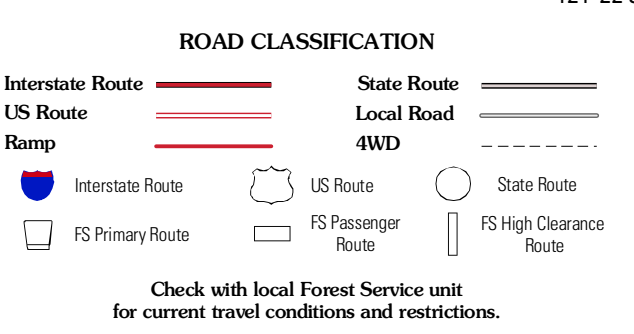 ROAD CLASSIFICATION
Interstate Route
State Route
US Route
Local Road
Ramp
4WD
Interstate Route
US Route
State Route
FS Primary Route
FS Passenger
Route
FS High Clearance
Route
Check with local Forest Service unit
for current travel conditions and restrictions.